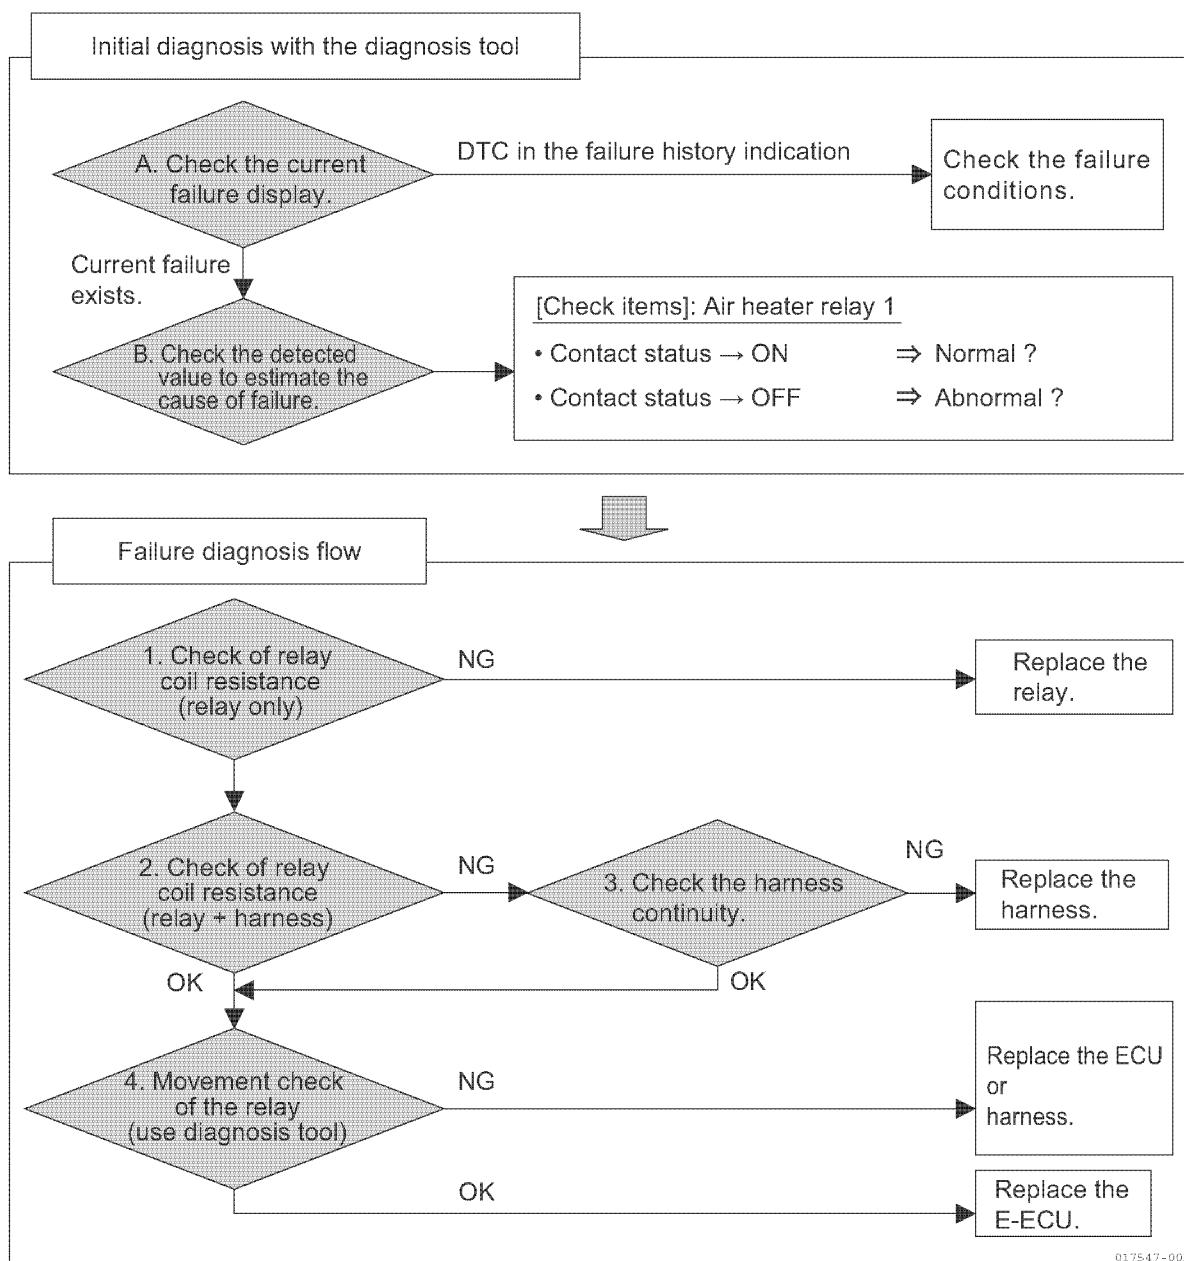 Initial diagnosis with the diagnosis tool
A. Check the current
failure display.
DTC in the failure history indication
Check the failure
conditions.
Current failure
exists.
B. Check the detected
value to estimate the
cause of failure.
[Check items]: Air heater relay 1
• Contact status → ON ⇒ Normal ?
• Contact status → OFF ⇒ Abnormal ?
Failure diagnosis flow
1. Check of relay
coil resistance
(relay only)
NG
Replace the
relay.
2. Check of relay
coil resistance
(relay + harness)
NG
3. Check the harness
continuity.
NG
Replace the
harness.
OK
OK
4. Movement check
of the relay
(use diagnosis tool)
NG
Replace the ECU
or
harness.
OK
Replace the
E-ECU.
017547-00